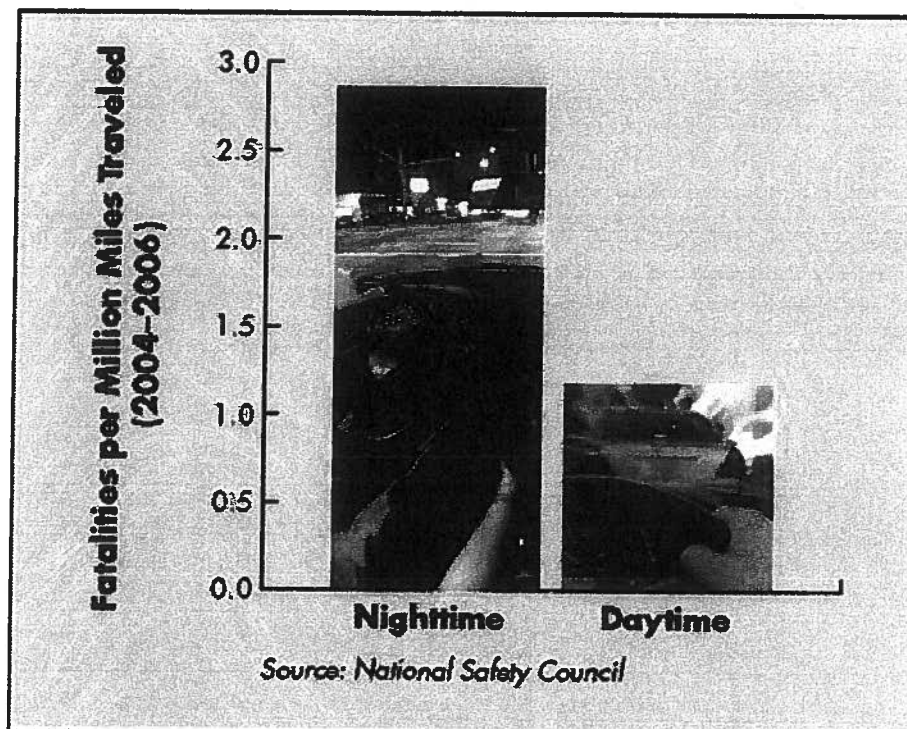 Fatalities per Million Miles Traveled
(2004–2006)
3.0
2.5
2.0
1.5
1.0
0.5
0.0
Nighttime
Daytime
Source: National Safety Council